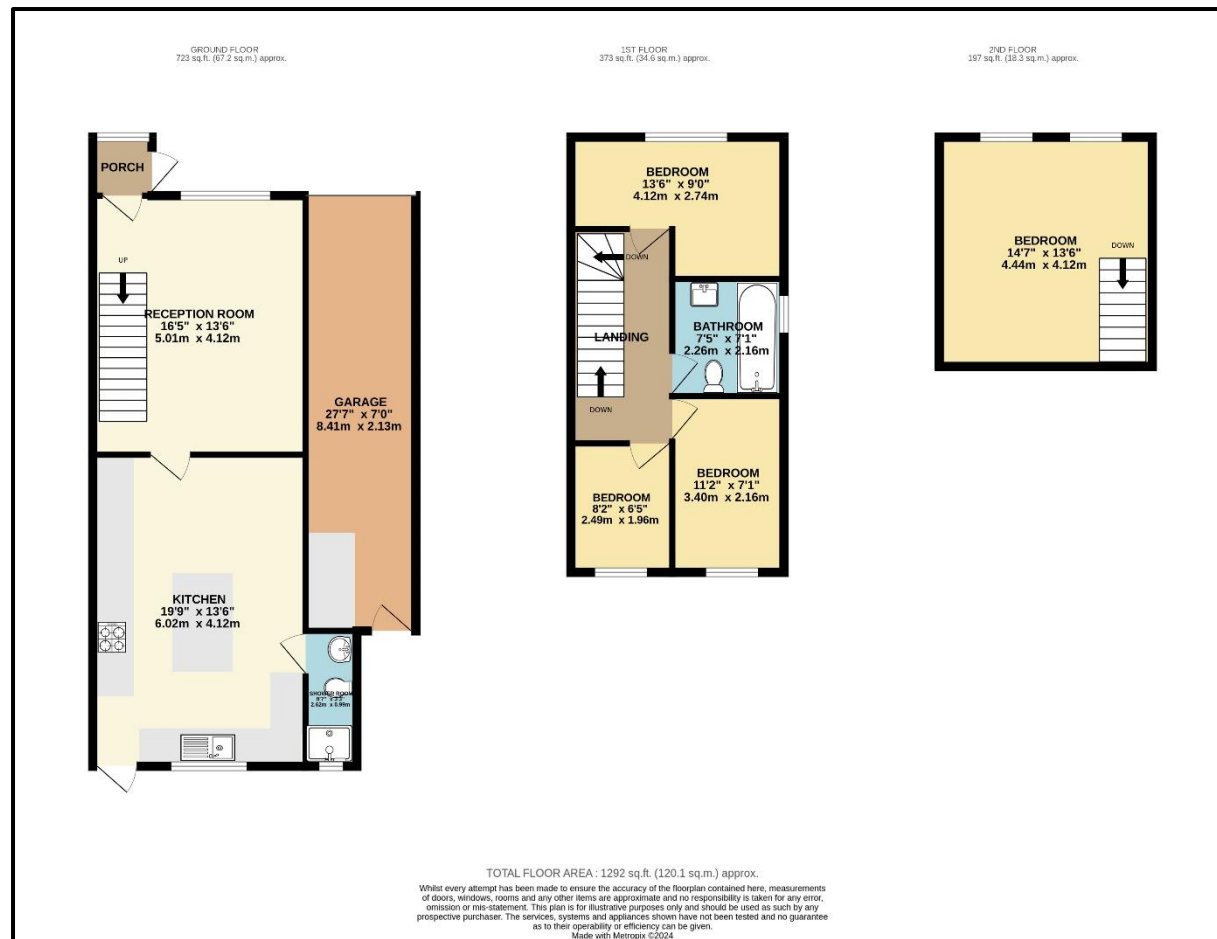 GROUND FLOOR
723 sq.ft. (67.2 sq.m.) approx.
1ST FLOOR
373 sq.ft. (34.6 sq.m.) approx.
2ND FLOOR
197 sq.ft. (18.3 sq.m.) approx.
PORCH
UP
RECEPTION ROOM
16'5" x 13'6"
5.01m x 4.12m
GARAGE
27'7" x 7'0"
8.41m x 2.13m
KITCHEN
19'9" x 13'6"
6.02m x 4.12m
SHOWER ROOM
8'7" x 3'3"
2.62m x 0.99m
BEDROOM
13'6" x 9'0"
4.12m x 2.74m
DOWN
LANDING
BATHROOM
7'5" x 7'1"
2.26m x 2.16m
DOWN
BEDROOM
8'2" x 6'5"
2.49m x 1.96m
BEDROOM
11'2" x 7'1"
3.40m x 2.16m
BEDROOM
14'7" x 13'6"
4.44m x 4.12m
DOWN
TOTAL FLOOR AREA : 1292 sq.ft. (120.1 sq.m.) approx.
Whilst every attempt has been made to ensure the accuracy of the floorplan contained here, measurements
of doors, windows, rooms and any other items are approximate and no responsibility is taken for any error,
omission or mis-statement. This plan is for illustrative purposes only and should be used as such by any
prospective purchaser. The services, systems and appliances shown have not been tested and no guarantee
as to their operability or efficiency can be given.
Made with Metropix ©2024